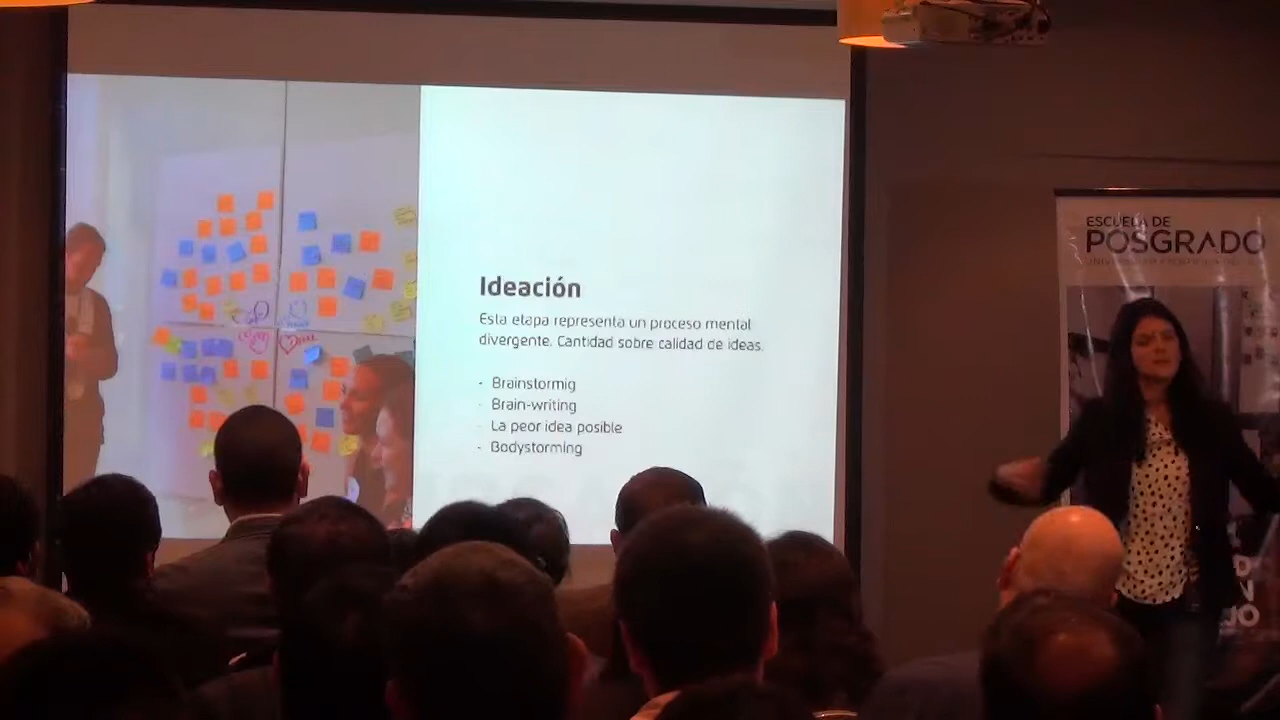 Ideación
Esta etapa representa un proceso mental
divergente. Cantidad sobre calidad de ideas.
- Brainstormig
- Brain-writing
- La peor idea posible
- Bodystorming
ESCUELA DE
POSGRADO